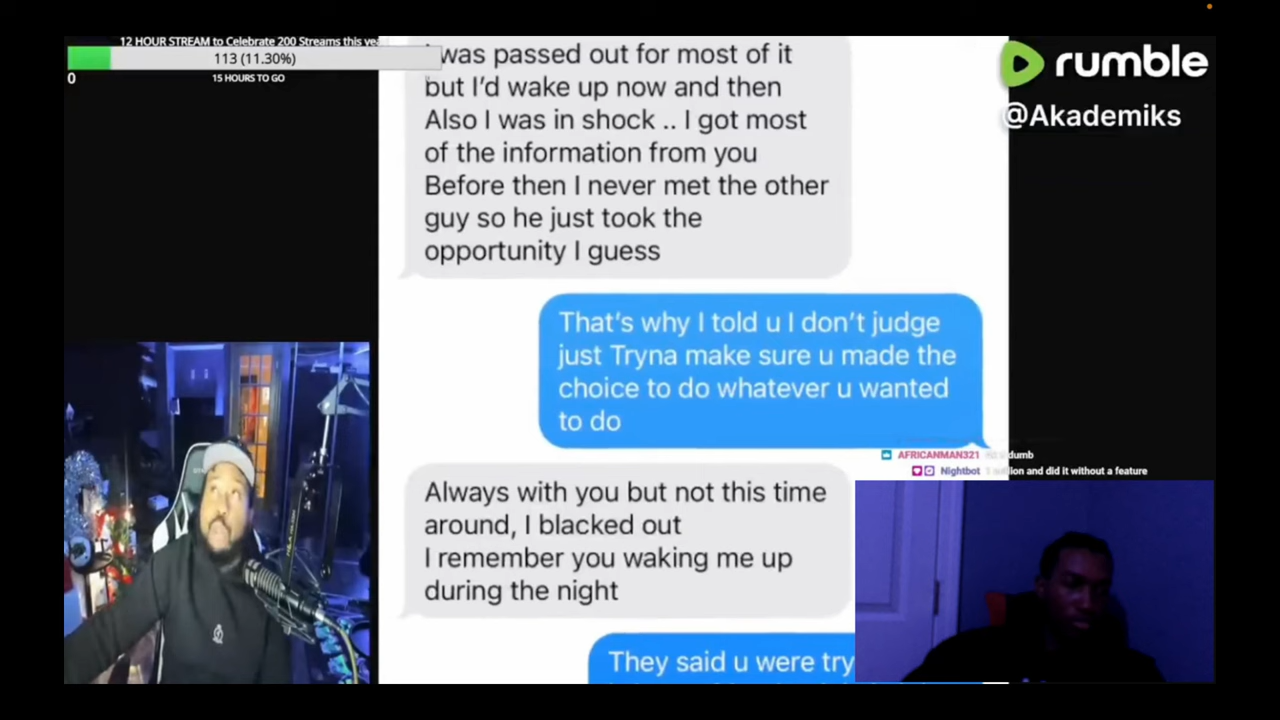 12 HOUR STREAM to Celebrate 200 Streams this
113 (11.30%)
0
15 HOURS TO GO
rumble
@Akademiks
I was passed out for most of it
but I'd wake up now and then
Also I was in shock .. I got most
of the information from you
Before then I never met the other
guy so he just took the
opportunity I guess
That's why I told u I don't judge
just Tryna make sure u made the
choice to do whatever u wanted
to do
AFRICANMAN321 dumb
Nightbot and did it without a feature
Always with you but not this time
around, I blacked out
I remember you waking me up
during the night
They said u were try